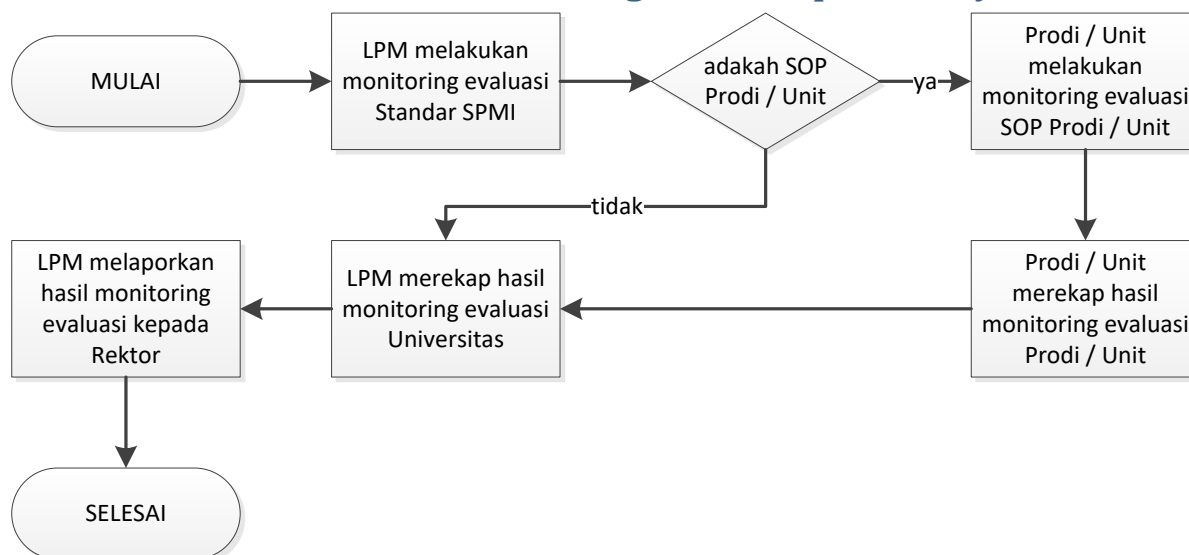 MULAI
LPM melakukan
monitoring evaluasi
Standar SPMI
adakah SOP
Prodi / Unit
ya
Prodi / Unit
melakukan
monitoring evaluasi
SOP Prodi / Unit
tidak
LPM melaporkan
hasil monitoring
evaluasi kepada
Rektor
LPM merekap hasil
monitoring evaluasi
Universitas
Prodi / Unit
merekap hasil
monitoring evaluasi
Prodi / Unit
SELESAI